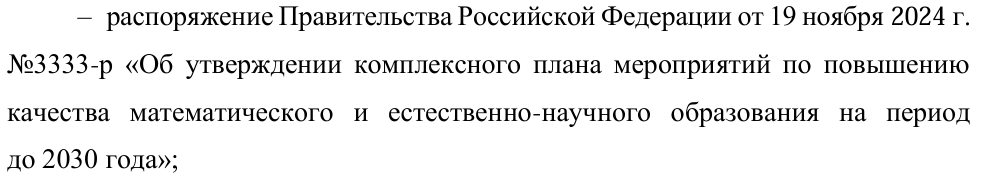 – распоряжение Правительства Российской Федерации от 19 ноября 2024 г.
№3333-р «Об утверждении комплексного плана мероприятий по повышению
качества математического и естественно-научного образования на период
до 2030 года»;